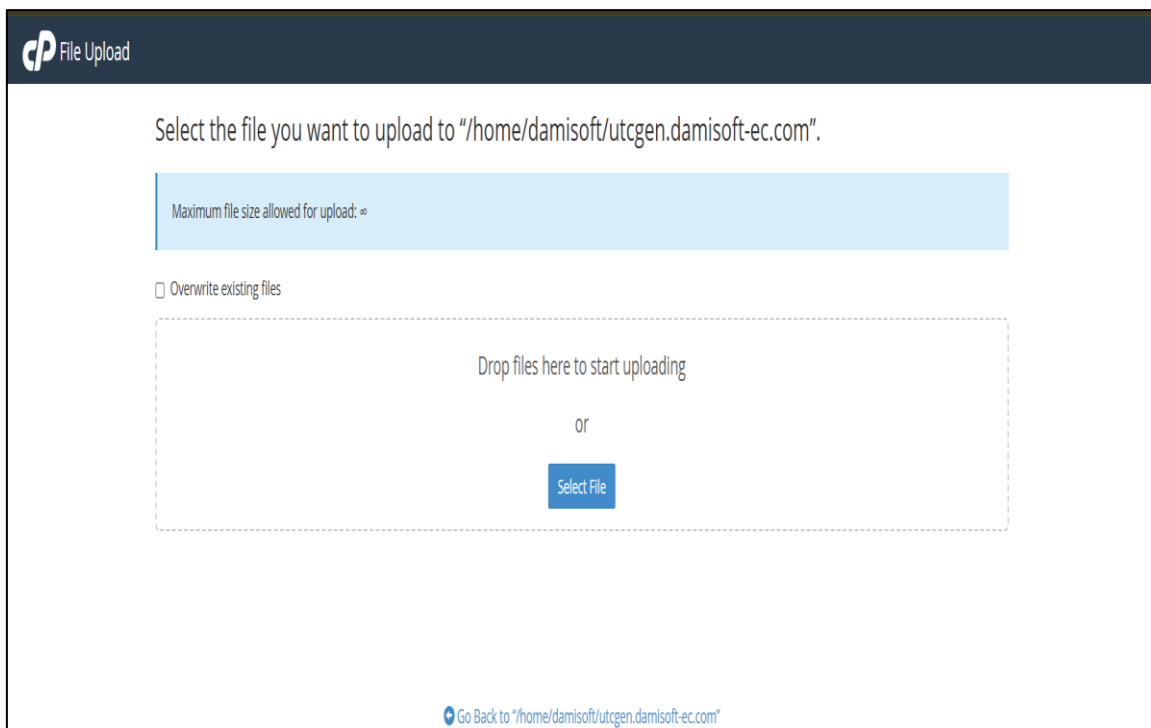 cP File Upload
Select the file you want to upload to “/home/damisoft/utcgen.damisoft-ec.com”.
Maximum file size allowed for upload: ∞
Overwrite existing files
Drop files here to start uploading
or
Select File
Go Back to “/home/damisoft/utcgen.damisoft-ec.com”